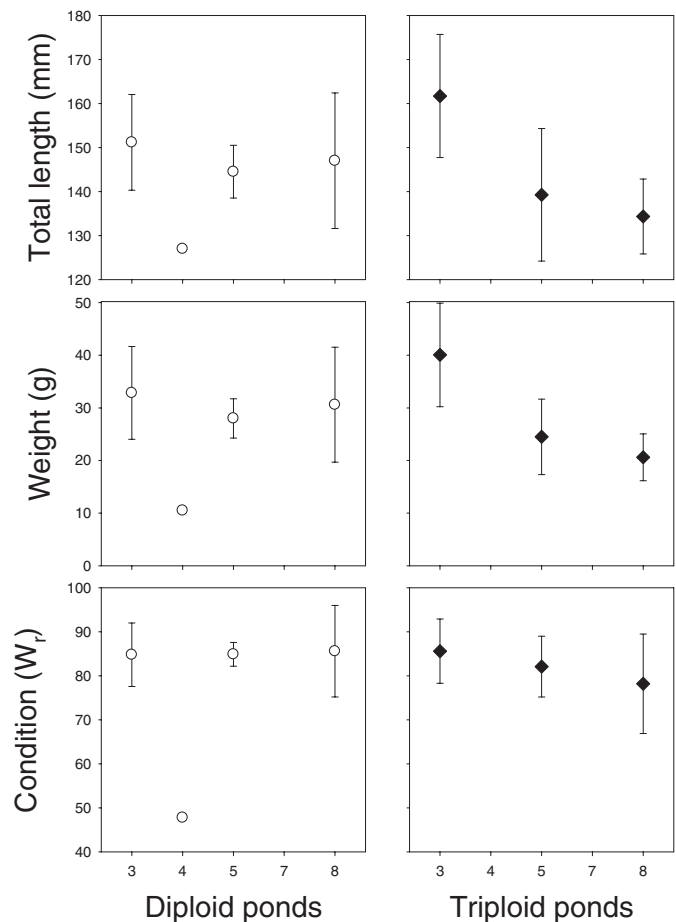 Total length (mm)
180
170
160
150
140
130
120
Weight (g)
50
40
30
20
10
0
Condition (Wr)
100
90
80
70
60
50
40
3 4 5 7 8
3 4 5 7 8
Diploid ponds
Triploid ponds